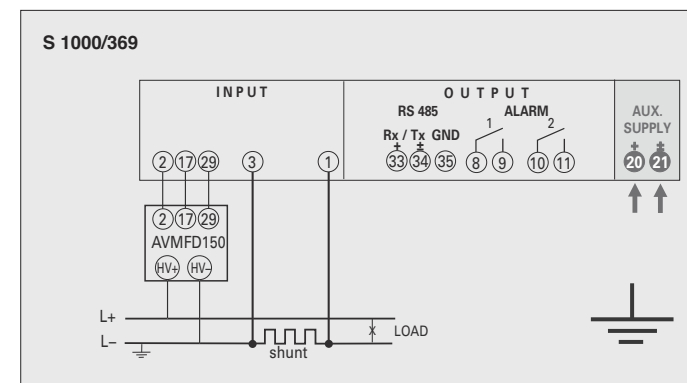 S 1000/369
INPUT
OUTPUT
RS 485 ALARM
AUX.
SUPPLY
1 2
Rx / Tx GND
+ ± + ±
2 17 29 3 1 33 34 35 8 9 10 11 20 21
2 17 29
AVMFD150
HV+ HV–
L+
X LOAD
L–
shunt